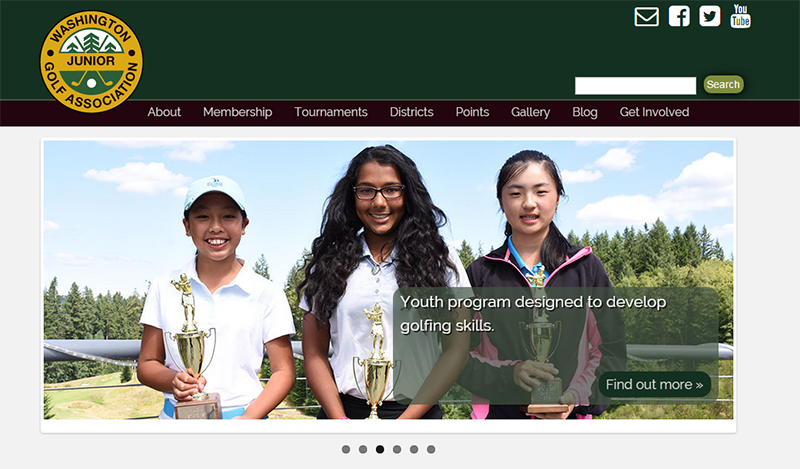 WASHINGTON
JUNIOR
GOLF ASSOCIATION
You
Tube
Search
About Membership Tournaments Districts Points Gallery Blog Get Involved
Youth program designed to develop
golfing skills.
Find out more »